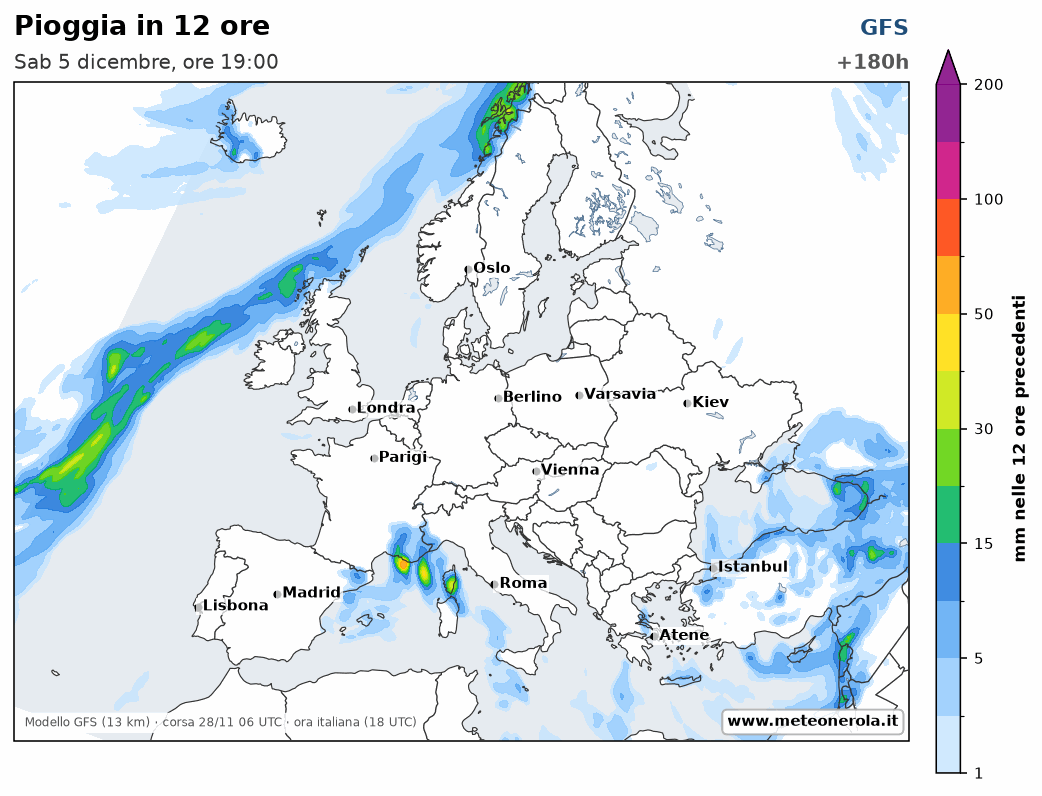 Pioggia in 12 ore
GFS
Sab 5 dicembre, ore 19:00
+180h
200
100
50
30
15
5
1
mm nelle 12 ore precedenti
Oslo
Berlino
Varsavia
Kiev
Londra
Parigi
Vienna
Istanbul
Roma
Madrid
Lisbona
Atene
Modello GFS (13 km) · corsa 28/11 06 UTC · ora italiana (18 UTC)
www.meteonerola.it